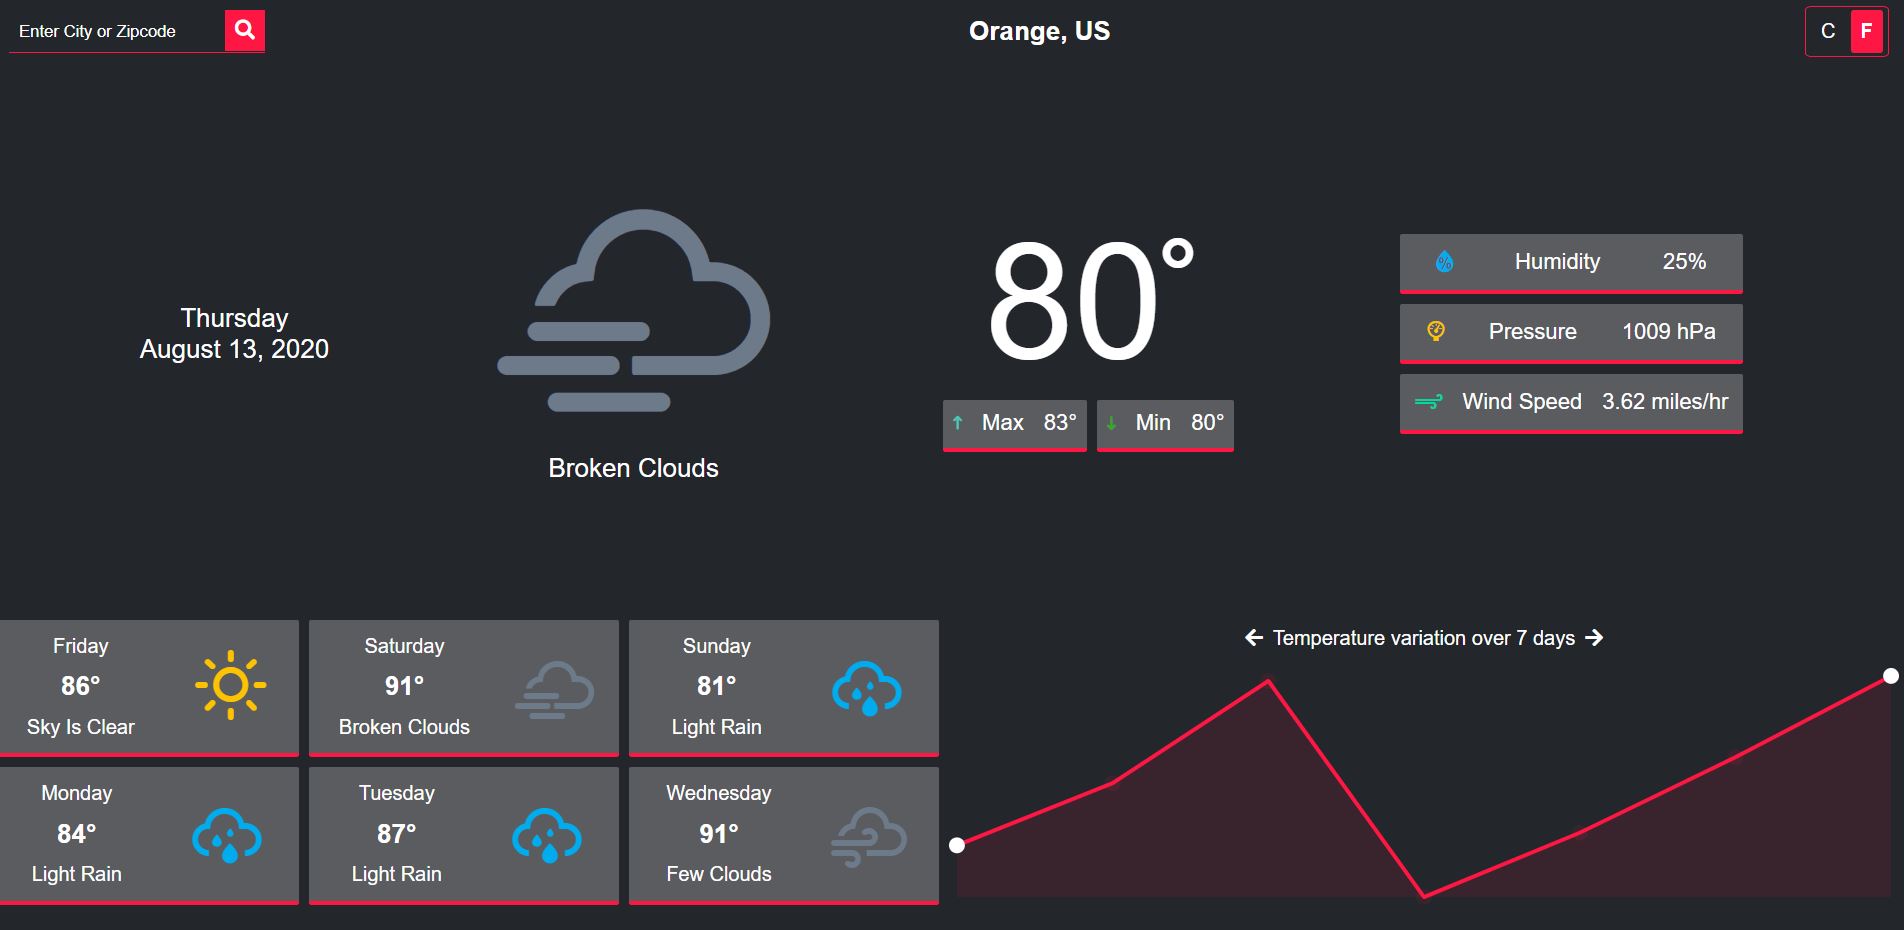 Enter City or Zipcode
Orange, US
C F
Thursday
August 13, 2020
Broken Clouds
80°
Max 83°
Min 80°
Humidity 25%
Pressure 1009 hPa
Wind Speed 3.62 miles/hr
Friday
86°
Sky Is Clear
Saturday
91°
Broken Clouds
Sunday
81°
Light Rain
Monday
84°
Light Rain
Tuesday
87°
Light Rain
Wednesday
91°
Few Clouds
Temperature variation over 7 days